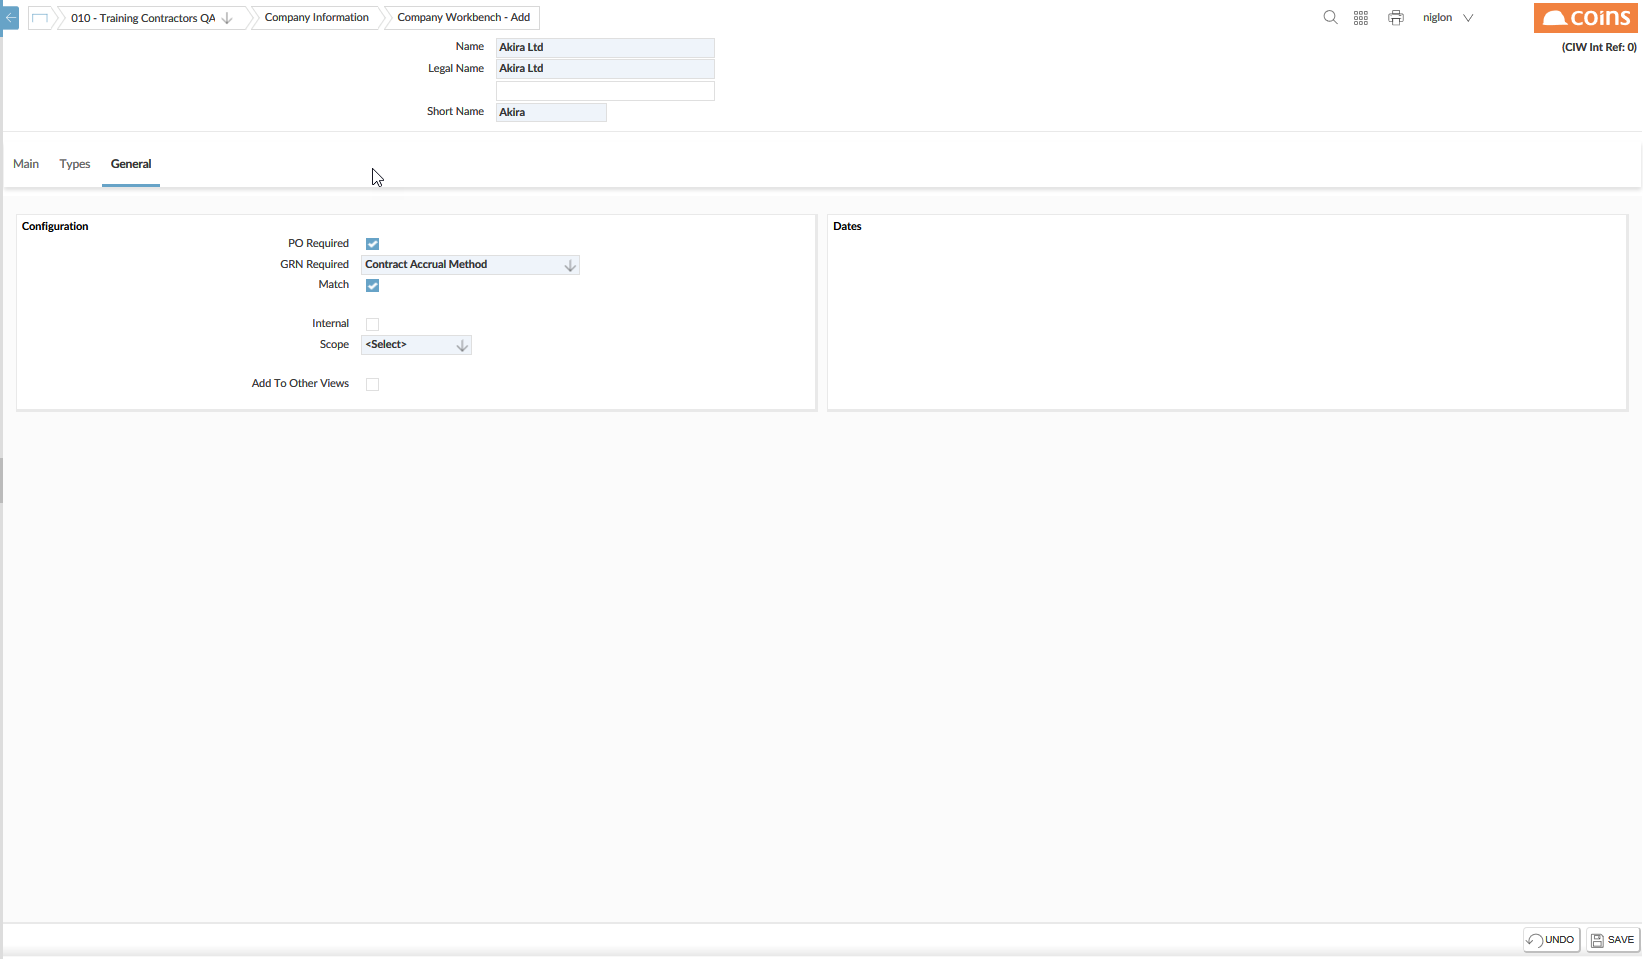 010 - Training Contractors QA
Company Information
Company Workbench - Add
niglon
coins
(CIW Int Ref: 0)
Name
Akira Ltd
Legal Name
Akira Ltd
Short Name
Akira
Main
Types
General
Configuration
PO Required
GRN Required
Contract Accrual Method
Match
Internal
Scope
<Select>
Add To Other Views
Dates
UNDO
SAVE